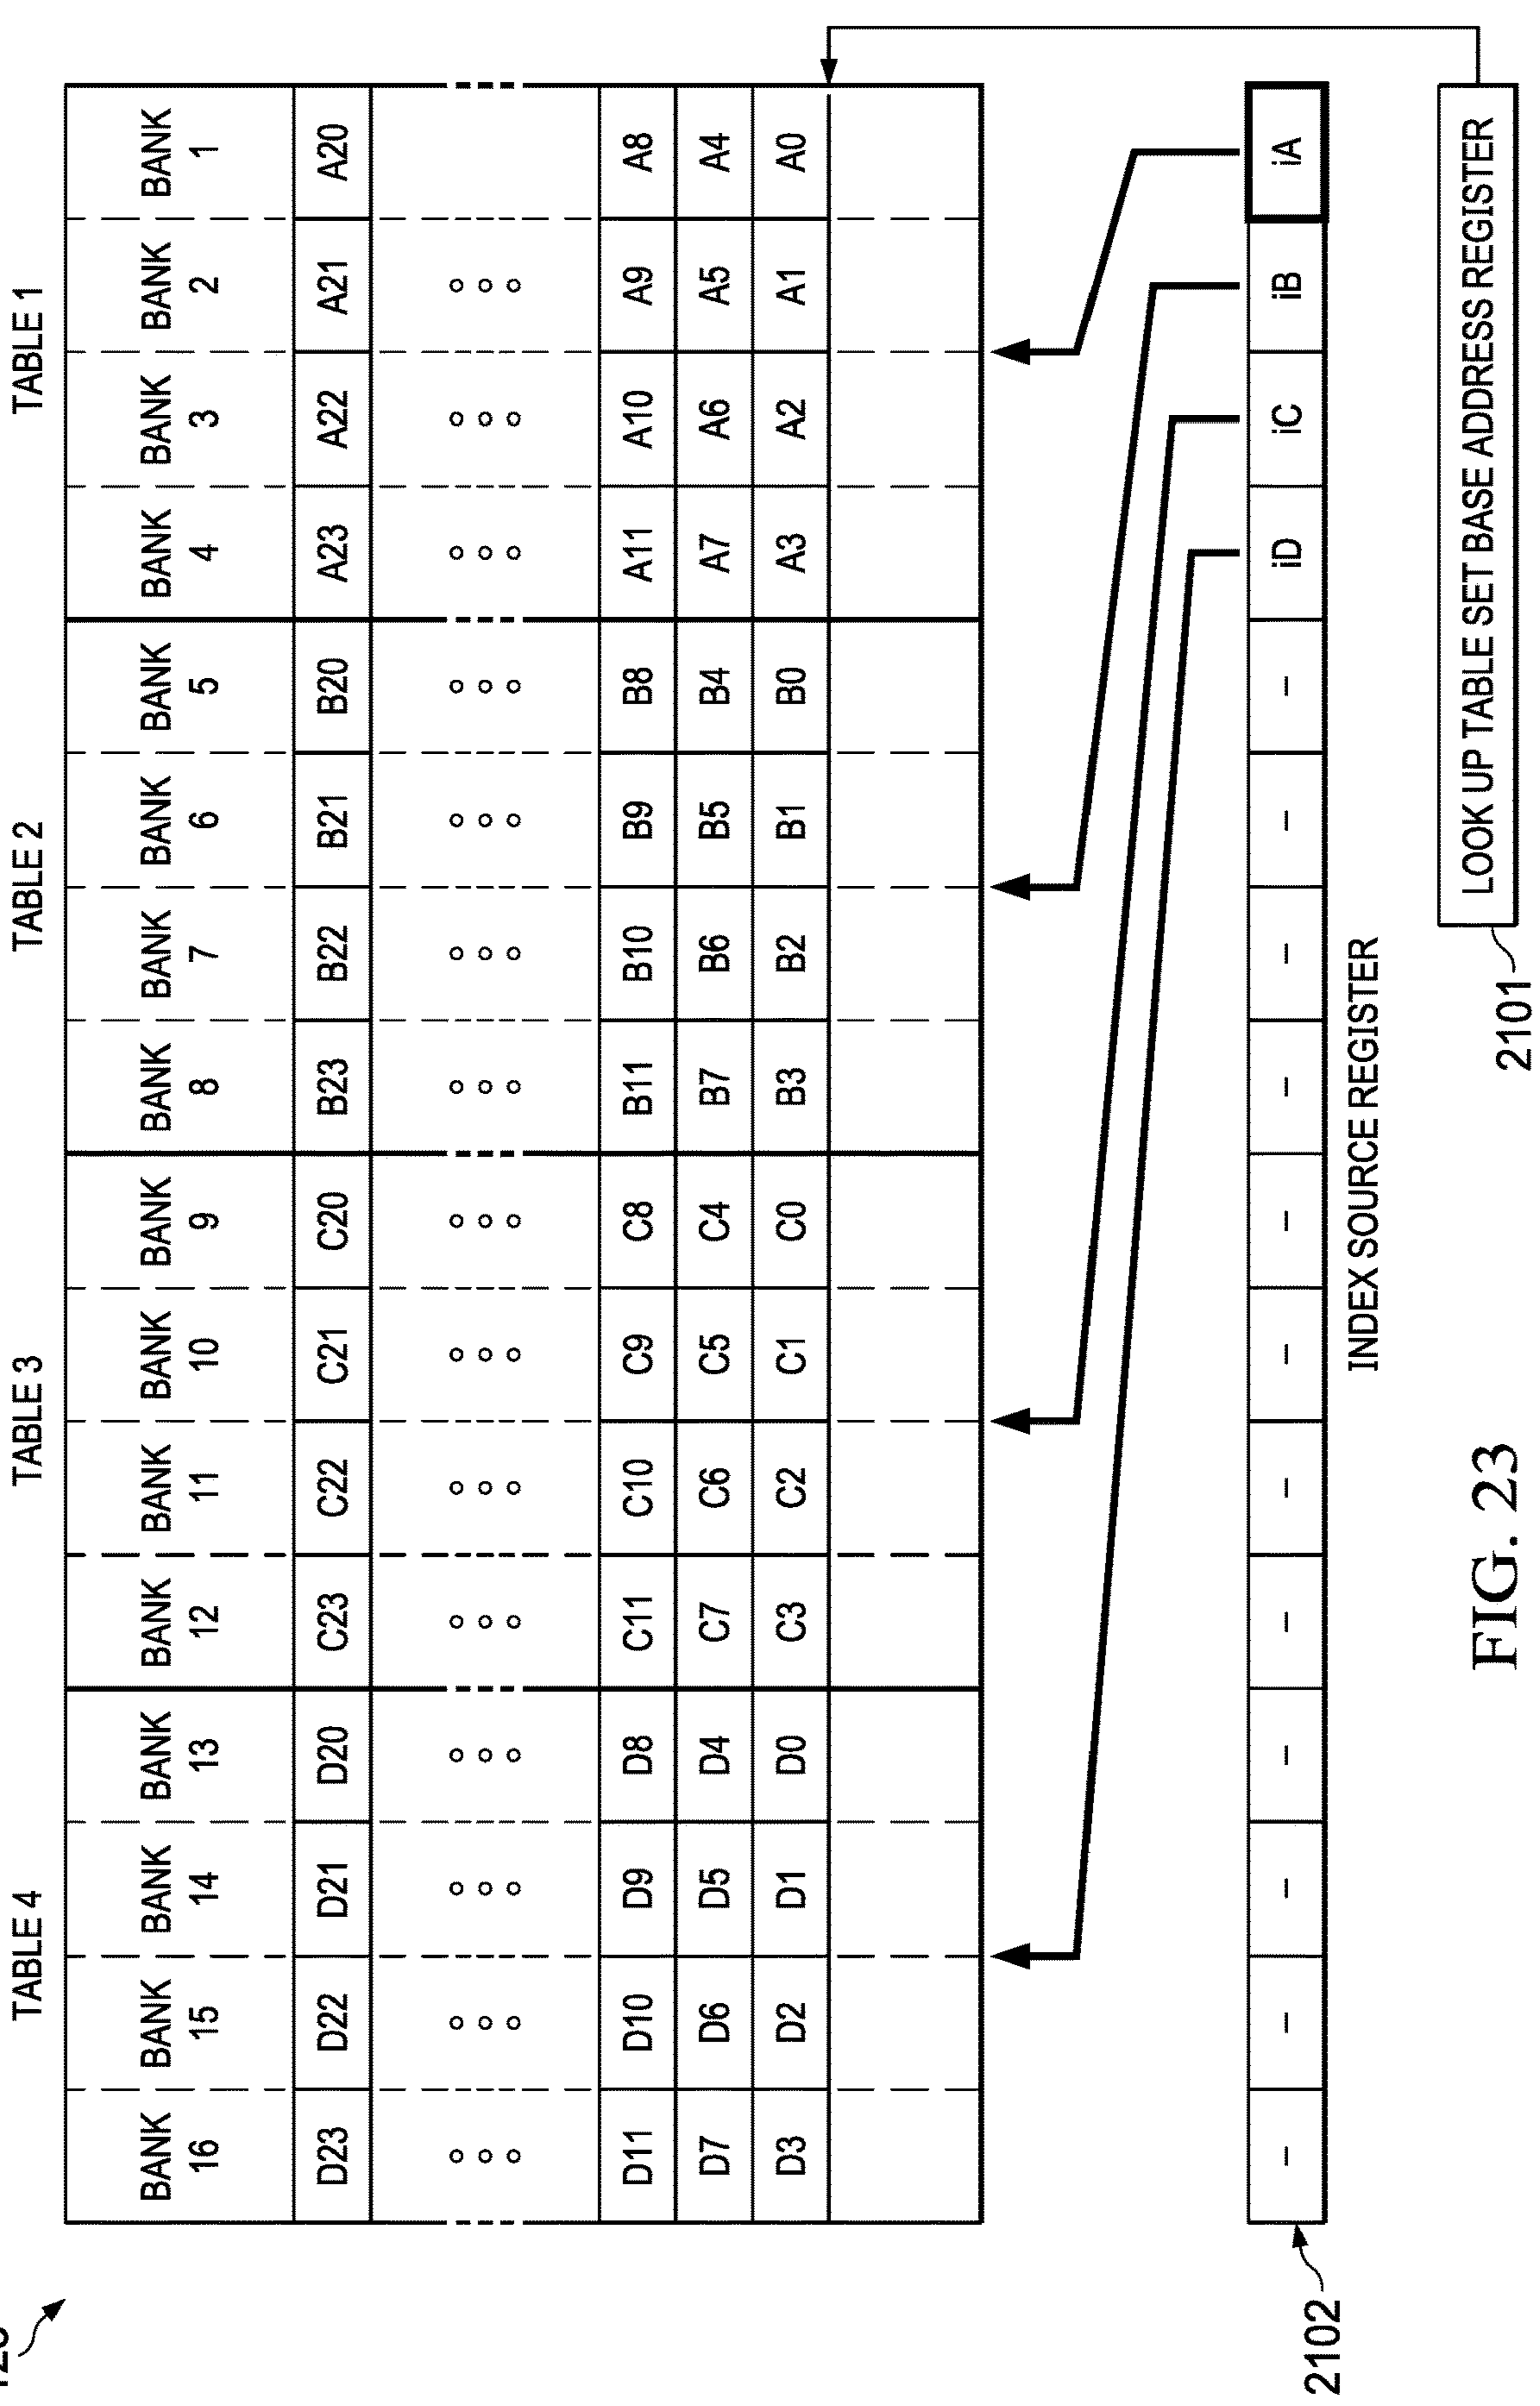 TABLE 4 TABLE 3 TABLE 2 TABLE 1
BANK BANK BANK BANK BANK BANK BANK BANK BANK BANK BANK BANK BANK BANK BANK BANK
16 15 14 13 12 11 10 9 8 7 6 5 4 3 2 1
D23 D22 D21 D20 C23 C22 C21 C20 B23 B22 B21 B20 A23 A22 A21 A20
D11 D10 D9 D8 C11 C10 C9 C8 B11 B10 B9 B8 A11 A10 A9 A8
D7 D6 D5 D4 C7 C6 C5 C4 B7 B6 B5 B4 A7 A6 A5 A4
D3 D2 D1 D0 C3 C2 C1 C0 B3 B2 B1 B0 A3 A2 A1 A0
2102 – – – – – – – – – – – – iD iC iB iA
INDEX SOURCE REGISTER
2101 LOOK UP TABLE SET BASE ADDRESS REGISTER
FIG. 23